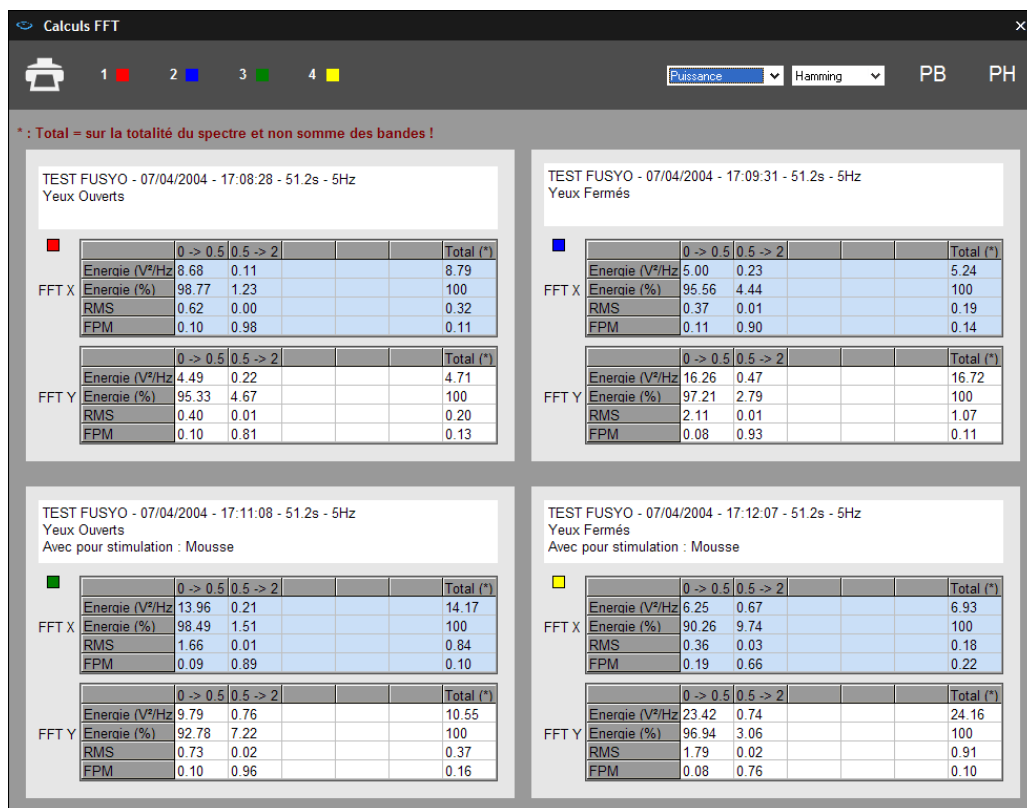 Calculs FFT
1 2 3 4 Puissance Hamming PB PH
* : Total = sur la totalité du spectre et non somme des bandes !
TEST FUSYO - 07/04/2004 - 17:08:28 - 51.2s - 5Hz
Yeux Ouverts
0 -> 0.5 0.5 -> 2 Total (*)
Energie (V²/Hz 8.68 0.11 8.79
FFT X Energie (%) 98.77 1.23 100
RMS 0.62 0.00 0.32
FPM 0.10 0.98 0.11
0 -> 0.5 0.5 -> 2 Total (*)
Energie (V²/Hz 4.49 0.22 4.71
FFT Y Energie (%) 95.33 4.67 100
RMS 0.40 0.01 0.20
FPM 0.10 0.81 0.13
TEST FUSYO - 07/04/2004 - 17:09:31 - 51.2s - 5Hz
Yeux Fermés
0 -> 0.5 0.5 -> 2 Total (*)
Energie (V²/Hz 5.00 0.23 5.24
FFT X Energie (%) 95.56 4.44 100
RMS 0.37 0.01 0.19
FPM 0.11 0.90 0.14
0 -> 0.5 0.5 -> 2 Total (*)
Energie (V²/Hz 16.26 0.47 16.72
FFT Y Energie (%) 97.21 2.79 100
RMS 2.11 0.01 1.07
FPM 0.08 0.93 0.11
TEST FUSYO - 07/04/2004 - 17:11:08 - 51.2s - 5Hz
Yeux Ouverts
Avec pour stimulation : Mousse
0 -> 0.5 0.5 -> 2 Total (*)
Energie (V²/Hz 13.96 0.21 14.17
FFT X Energie (%) 98.49 1.51 100
RMS 1.66 0.01 0.84
FPM 0.09 0.89 0.10
0 -> 0.5 0.5 -> 2 Total (*)
Energie (V²/Hz 9.79 0.76 10.55
FFT Y Energie (%) 92.78 7.22 100
RMS 0.73 0.02 0.37
FPM 0.10 0.96 0.16
TEST FUSYO - 07/04/2004 - 17:12:07 - 51.2s - 5Hz
Yeux Fermés
Avec pour stimulation : Mousse
0 -> 0.5 0.5 -> 2 Total (*)
Energie (V²/Hz 6.25 0.67 6.93
FFT X Energie (%) 90.26 9.74 100
RMS 0.36 0.03 0.18
FPM 0.19 0.66 0.22
0 -> 0.5 0.5 -> 2 Total (*)
Energie (V²/Hz 23.42 0.74 24.16
FFT Y Energie (%) 96.94 3.06 100
RMS 1.79 0.02 0.91
FPM 0.08 0.76 0.10